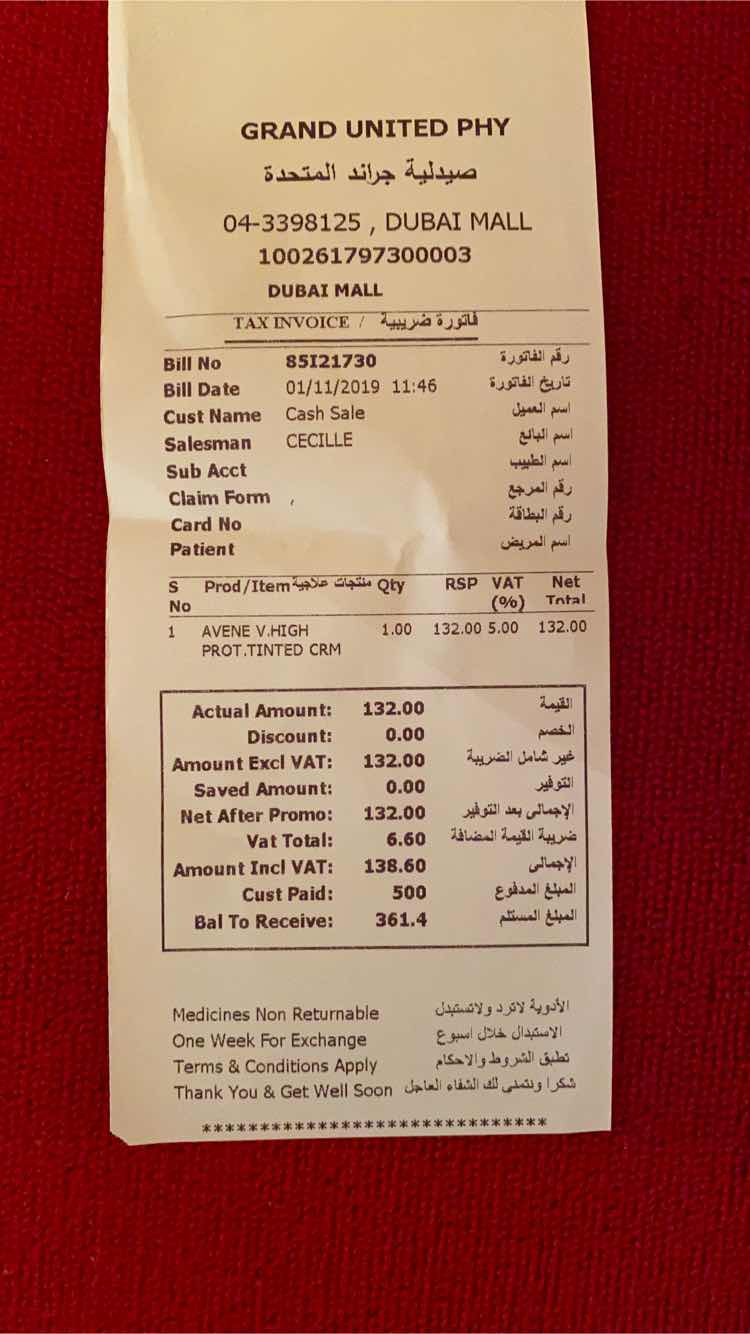 GRAND UNITED PHY
صيدلية جراند المتحدة
04-3398125 , DUBAI MALL
100261797300003
DUBAI MALL
TAX INVOICE / فاتورة ضريبية
Bill No 85I21730 رقم الفاتورة
Bill Date 01/11/2019 11:46 تاريخ الفاتورة
Cust Name Cash Sale اسم العميل
Salesman CECILLE اسم البائع
Sub Acct اسم الطبيب
Claim Form , رقم المرجع
Card No رقم البطاقة
Patient اسم المريض
S No Prod/Item منتجات علاجية Qty RSP VAT (%) Net Total
1 AVENE V.HIGH 1.00 132.00 5.00 132.00
PROT.TINTED CRM
Actual Amount: 132.00 القيمة
Discount: 0.00 الخصم
Amount Excl VAT: 132.00 غير شامل الضريبة
Saved Amount: 0.00 التوفير
Net After Promo: 132.00 الإجمالى بعد التوفير
Vat Total: 6.60 ضريبة القيمة المضافة
Amount Incl VAT: 138.60 الإجمالى
Cust Paid: 500 المبلغ المدفوع
Bal To Receive: 361.4 المبلغ المستلم
Medicines Non Returnable الأدوية لاترد ولاتستبدل
One Week For Exchange الاستبدال خلال اسبوع
Terms & Conditions Apply تطبق الشروط والاحكام
Thank You & Get Well Soon شكرا ونتمنى لك الشفاء العاجل
******************************